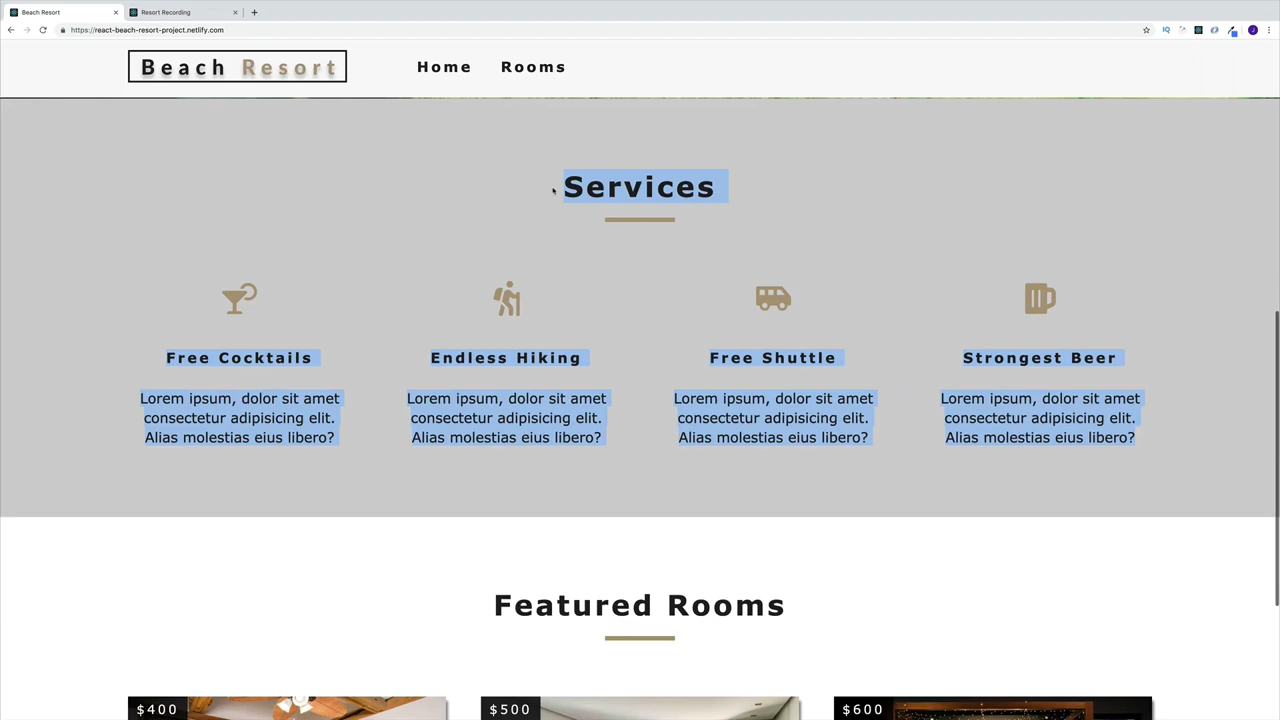 Beach Resort
Resort Recording
https://react-beach-resort-project.netlify.com
IQ
J
Beach Resort
Home
Rooms
Services
Free Cocktails
Lorem ipsum, dolor sit amet
consectetur adipisicing elit.
Alias molestias eius libero?
Endless Hiking
Lorem ipsum, dolor sit amet
consectetur adipisicing elit.
Alias molestias eius libero?
Free Shuttle
Lorem ipsum, dolor sit amet
consectetur adipisicing elit.
Alias molestias eius libero?
Strongest Beer
Lorem ipsum, dolor sit amet
consectetur adipisicing elit.
Alias molestias eius libero?
Featured Rooms
$400
$500
$600